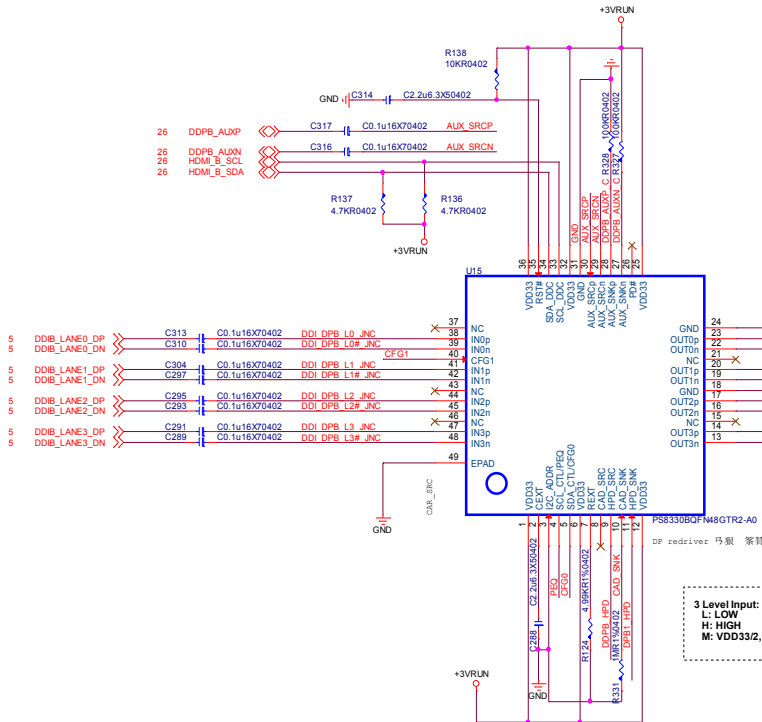 +3VRUN
R138
10KR0402
GND
C314
C2.2u6.3X50402
C317
C0.1u16X70402
AUX_SRCP
26
DDPB_AUXP
C316
C0.1u16X70402
AUX_SRCN
26
DDPB_AUXN
26
HDMI_B_SCL
26
HDMI_B_SDA
R137
4.7KR0402
R136
4.7KR0402
+3VRUN
GND
AUX_SRCP
AUX_SRCN
DDPB_AUXP_C
R328
100KR0402
DDPB_AUXN_C
R327
100KR0402
U15
36
35
34
33
32
31
30
29
28
27
26
25
VDD33
RST#
SDA_DDC
SCL_DDC
VDD33
GND
AUX_SRCp
AUX_SRCn
AUX_SNKp
AUX_SNKn
PD#
VDD33
37 NC
5 DDIB_LANE0_DP C313 C0.1u16X70402 DDI_DPB_L0_JNC 38 IN0p
5 DDIB_LANE0_DN C310 C0.1u16X70402 DDI_DPB_L0#_JNC 39 IN0n
CFG1 40 CFG1
5 DDIB_LANE1_DP C304 C0.1u16X70402 DDI_DPB_L1_JNC 41 IN1p
5 DDIB_LANE1_DN C297 C0.1u16X70402 DDI_DPB_L1#_JNC 42 IN1n
43 NC
5 DDIB_LANE2_DP C295 C0.1u16X70402 DDI_DPB_L2_JNC 44 IN2p
5 DDIB_LANE2_DN C293 C0.1u16X70402 DDI_DPB_L2#_JNC 45 IN2n
46 NC
5 DDIB_LANE3_DP C291 C0.1u16X70402 DDI_DPB_L3_JNC 47 IN3p
5 DDIB_LANE3_DN C289 C0.1u16X70402 DDI_DPB_L3#_JNC 48 IN3n
49 EPAD
GND 24
OUT0p 23
OUT0n 22
NC 21
OUT1p 20
OUT1n 19
GND 18
OUT2p 17
OUT2n 16
NC 15
OUT3p 14
OUT3n 13
CAR_SRC
GND
VDD33
CEXT
I2C_ADDR
SCL_CTL/PEQ
SDA_CTL/CFG0
VDD33
REXT
CAD_SRC
HPD_SRC
CAD_SNK
HPD_SNK
VDD33
1
2
3
4
5
6
7
8
9
10
11
12
PS8330BQFN48GTR2-A0
DP redriver
C2.2u6.3X50402
C288
PEQ
CFG0
4.99KR1%0402
R124
DDPB_HPD
CAD_SNK
1MR1%0402
R331
DPB1_HPD
GND
+3VRUN
3 Level Input:
L: LOW
H: HIGH
M: VDD33/2,